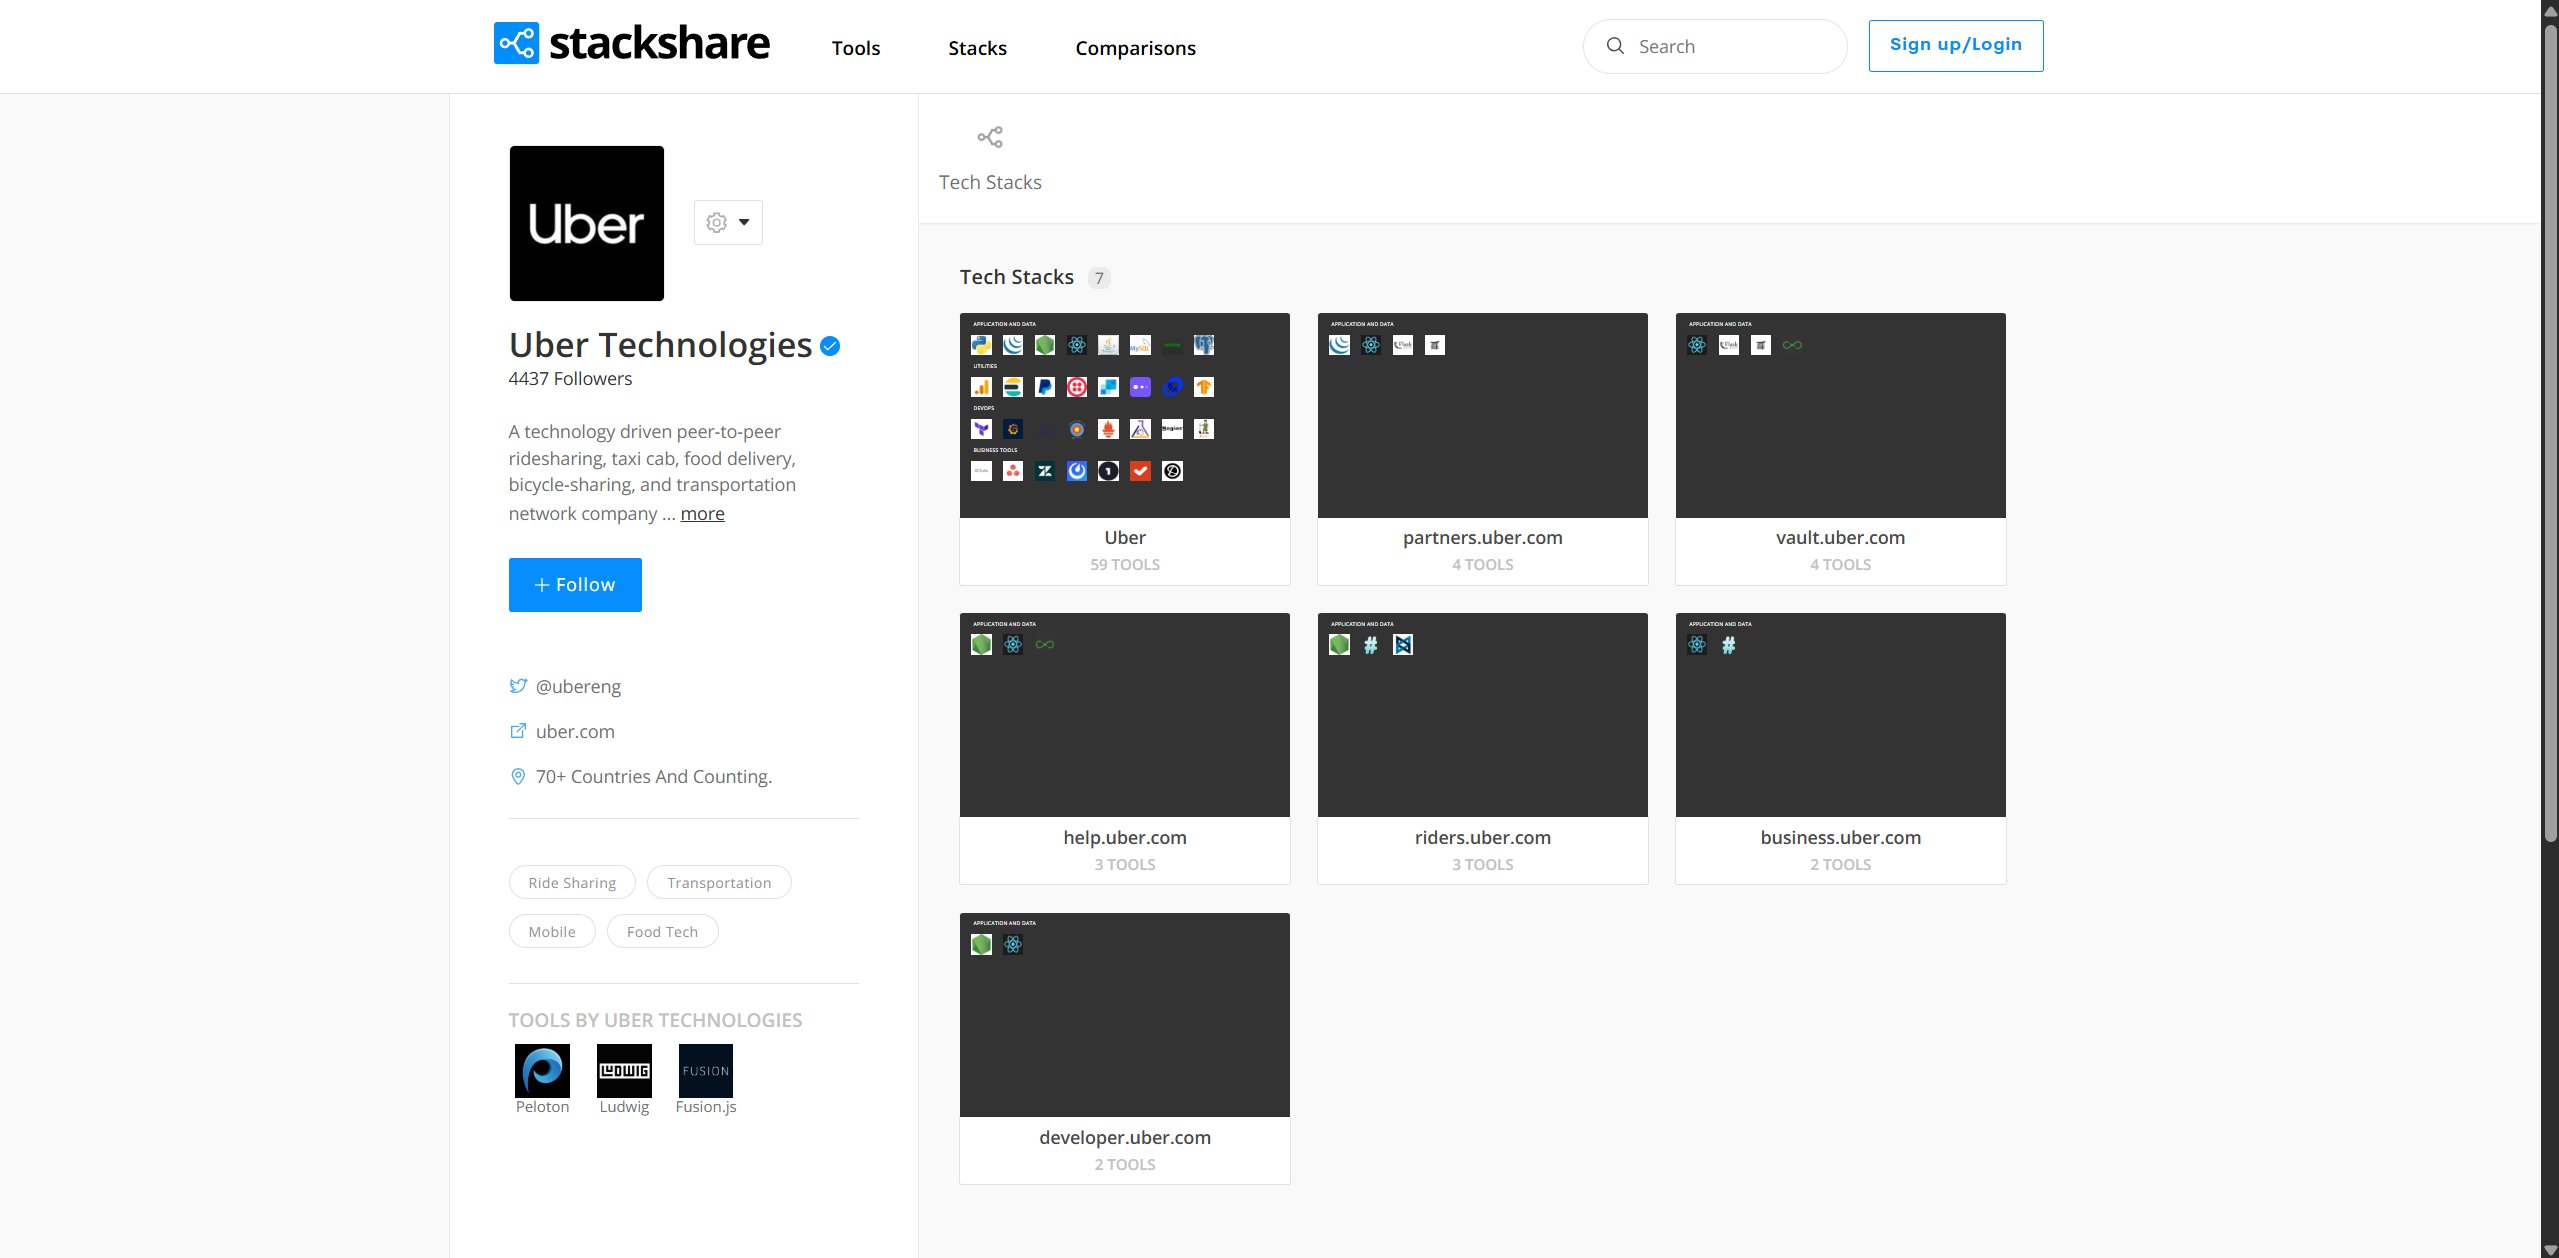 stackshare
Tools
Stacks
Comparisons
Search
Sign up/Login
Uber
Uber Technologies
4437 Followers
A technology driven peer-to-peer
ridesharing, taxi cab, food delivery,
bicycle-sharing, and transportation
network company ... more
+ Follow
@ubereng
uber.com
70+ Countries And Counting.
Ride Sharing
Transportation
Mobile
Food Tech
TOOLS BY UBER TECHNOLOGIES
LUDWIG
FUSION
Peloton
Ludwig
Fusion.js
Tech Stacks
Tech Stacks 7
APPLICATION AND DATA
MySQL
UTILITIES
DEVOPS
Nagios
BUSINESS TOOLS
Uber
59 TOOLS
APPLICATION AND DATA
Flask
partners.uber.com
4 TOOLS
APPLICATION AND DATA
Flask
vault.uber.com
4 TOOLS
APPLICATION AND DATA
help.uber.com
3 TOOLS
APPLICATION AND DATA
#
riders.uber.com
3 TOOLS
APPLICATION AND DATA
#
business.uber.com
2 TOOLS
APPLICATION AND DATA
developer.uber.com
2 TOOLS